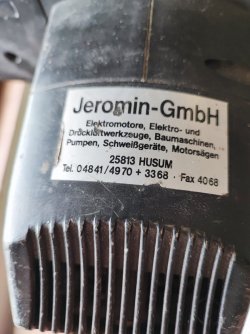 Jeromin-GmbH
Elektromotore, Elektro- und
Druckluftwerkzeuge, Baumaschinen,
Pumpen, Schweißgeräte, Motorsägen
25813 HUSUM
Tel. 04841/4970 + 3368 · Fax 4068